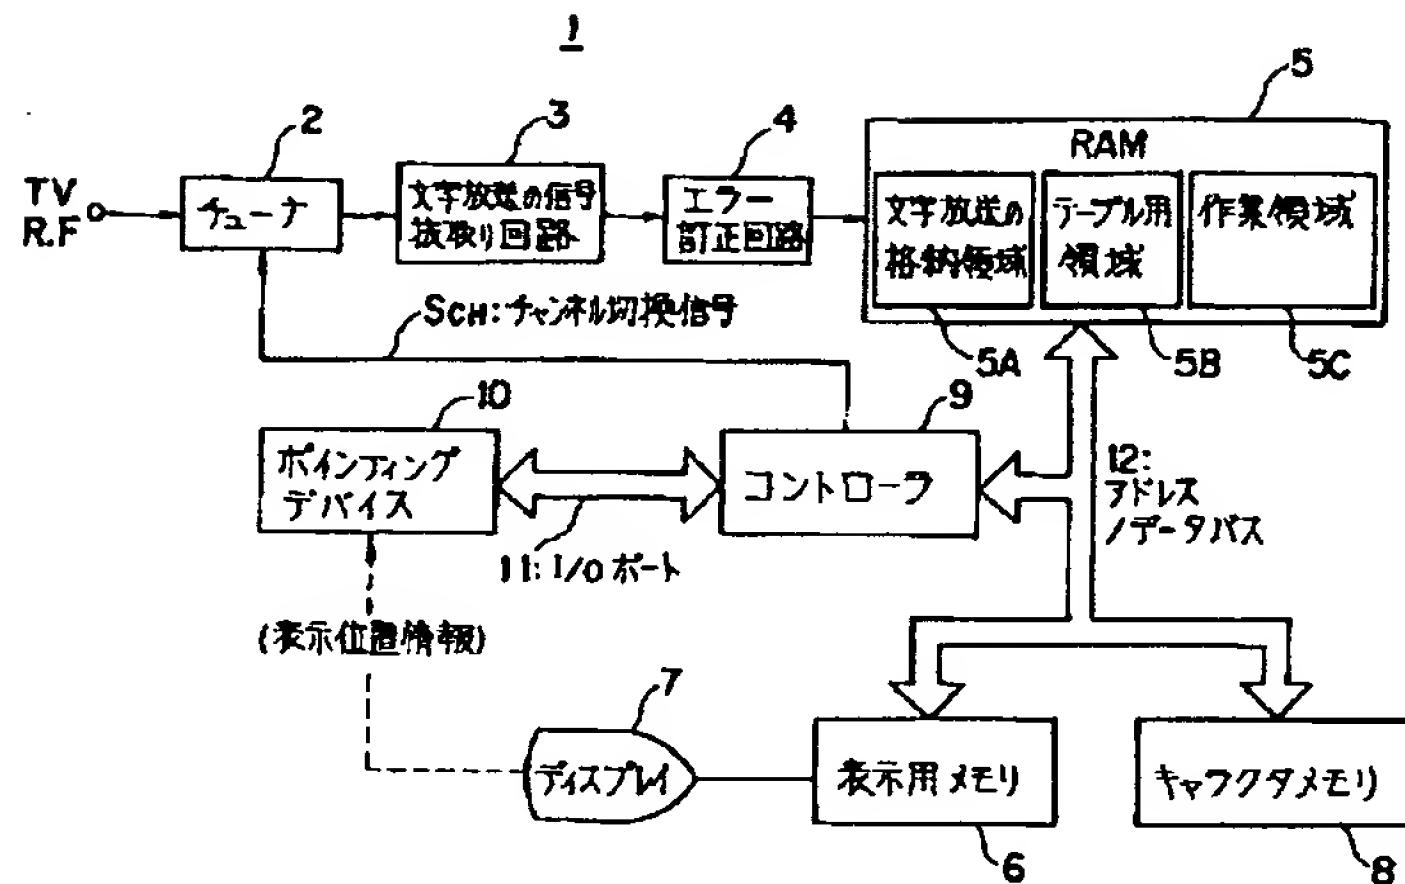 1
2
3
4
5
TV
R.F
チューナ
文字放送の信号
抜取り回路
エラー
訂正回路
RAM
文字放送の
格納領域
テーブル用
領域
作業領域
5A
5B
5C
SCH:チャンネル切換信号
10
9
ポインティング
デバイス
コントローラ
11:I/Oポート
12:
アドレス
/データバス
(表示位置情報)
7
ディスプレイ
表示用メモリ
キャラクタメモリ
6
8